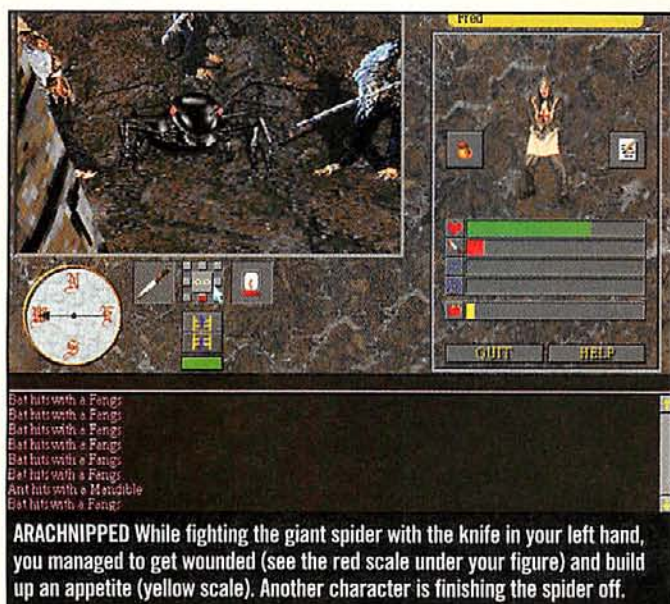 Fred
N
E
S
QUIT HELP
Bat hits with a Fangs
Bat hits with a Fangs
Bat hits with a Fangs
Bat hits with a Fangs
Bat hits with a Fangs
Bat hits with a Fangs
Ant hits with a Mandible
Bat hits with a Fangs
ARACHNIPPED While fighting the giant spider with the knife in your left hand,
you managed to get wounded (see the red scale under your figure) and build
up an appetite (yellow scale). Another character is finishing the spider off.